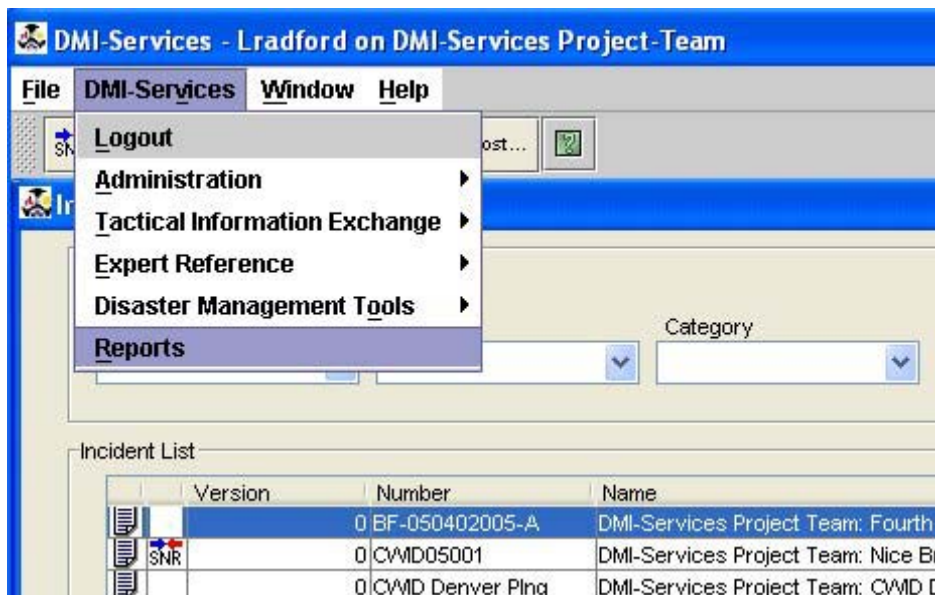 DMI-Services - Lradford on DMI-Services Project-Team
File DMI-Services Window Help
Logout
ost...
Administration
Tactical Information Exchange
Expert Reference
Disaster Management Tools
Category
Reports
Incident List
Version Number Name
0 BF-050402005-A DMI-Services Project Team: Fourth
SNR 0 CWID05001 DMI-Services Project Team: Nice
0 CWID Denver Plng DMI-Services Project Team: CWID